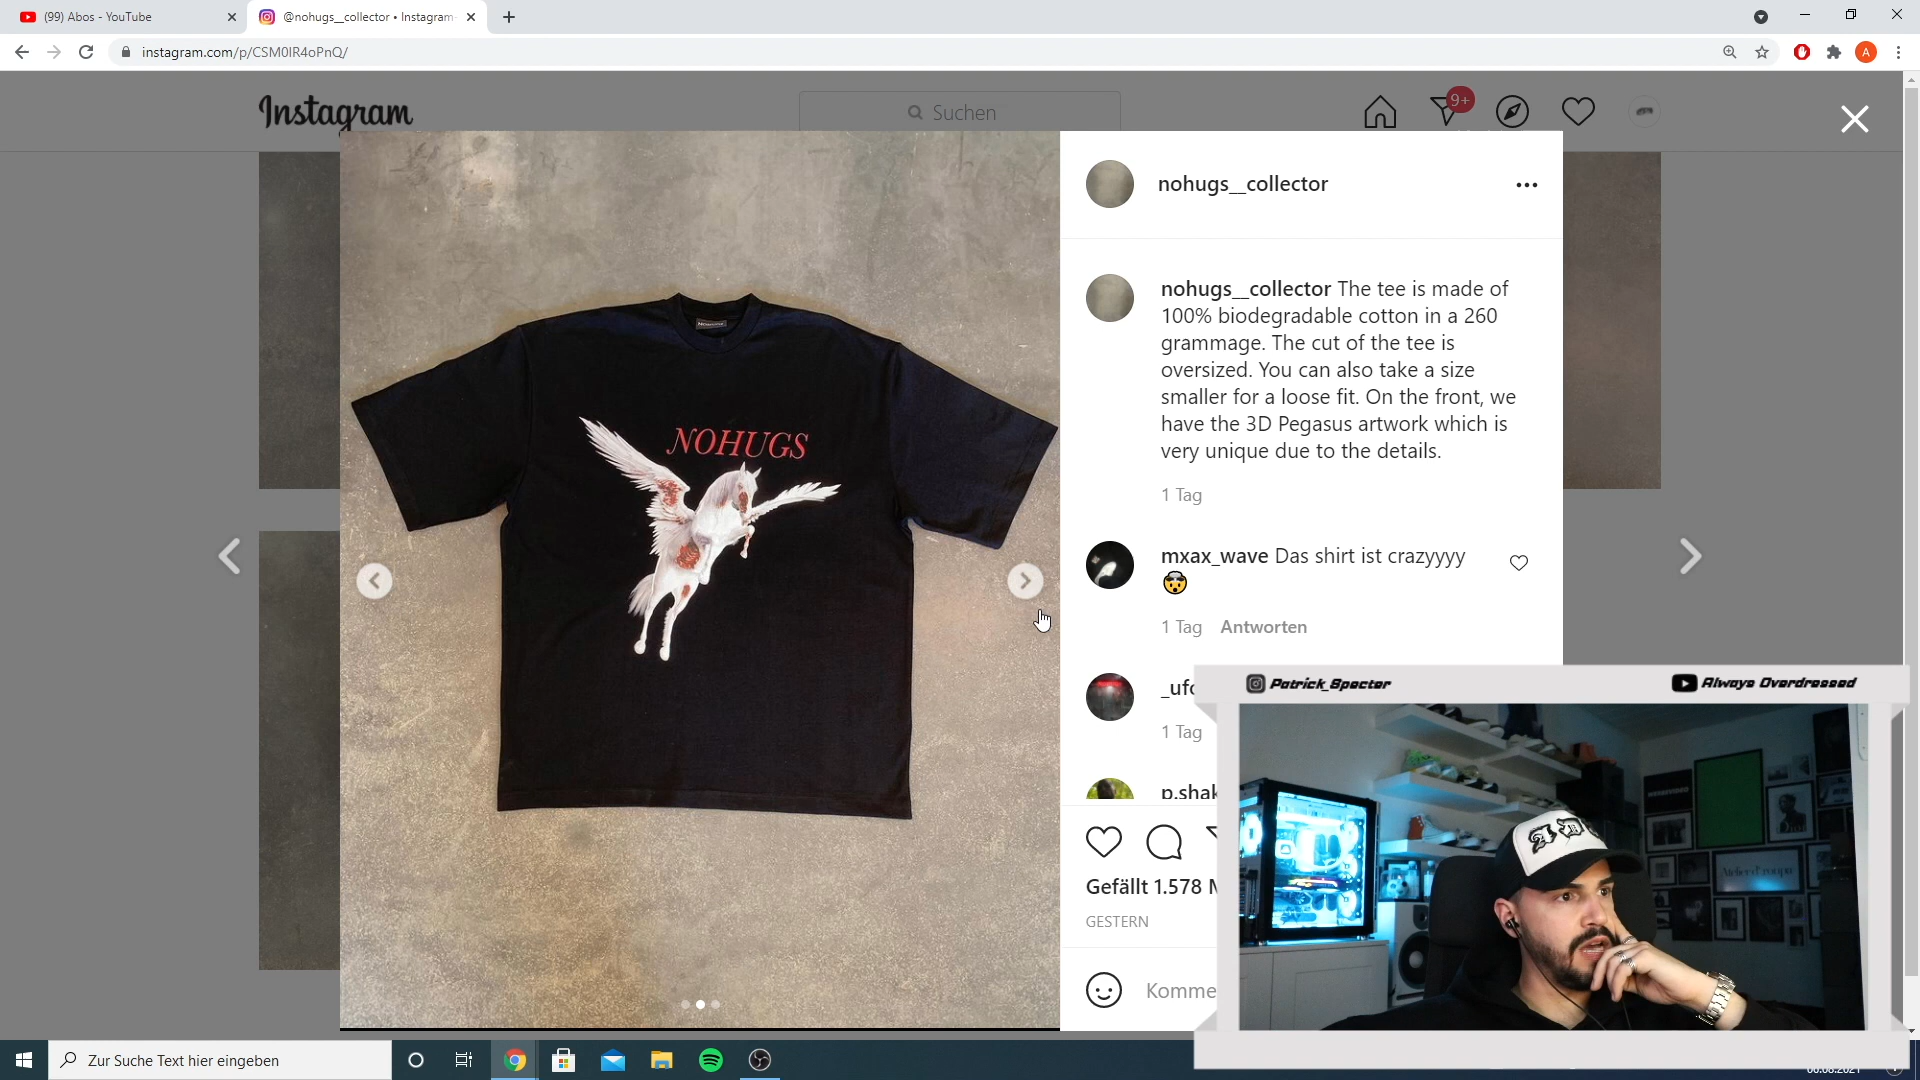 (99) Abos - YouTube
@nohugs__collector • Instagram
instagram.com/p/CSM0IR4oPnQ/
Instagram
Suchen
9+
nohugs__collector
nohugs__collector The tee is made of
100% biodegradable cotton in a 260
grammage. The cut of the tee is
oversized. You can also take a size
smaller for a loose fit. On the front, we
have the 3D Pegasus artwork which is
very unique due to the details.
1 Tag
NOHUGS
mxax_wave Das shirt ist crazyyyy
🤯
1 Tag Antworten
1 Tag
p.shak
Gefällt 1.578
GESTERN
Komme
Patrick_Specter
Always Overdressed
Zur Suche Text hier eingeben
A